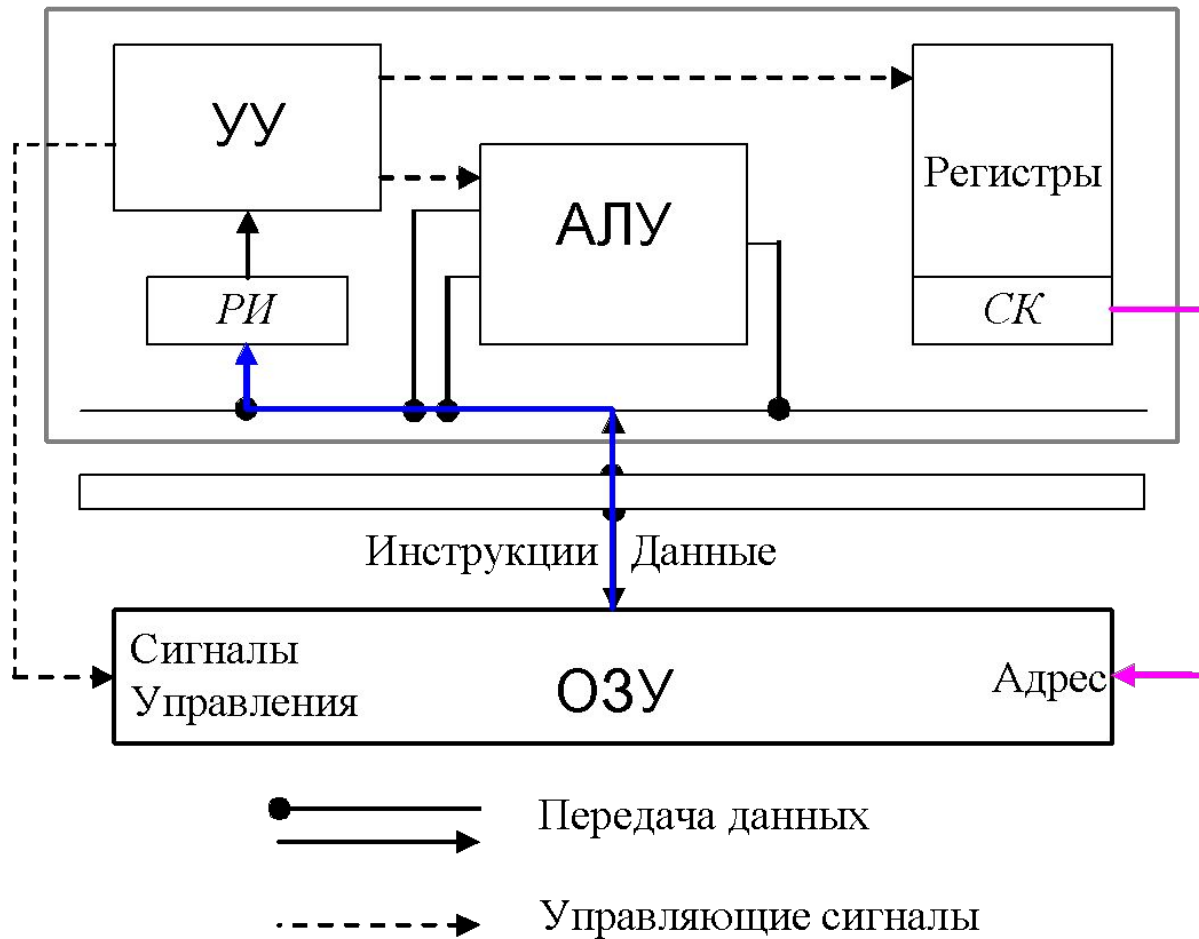 УУ
АЛУ
Регистры
РИ
СК
Инструкции Данные
Сигналы
Управления
ОЗУ
Адрес
Передача данных
Управляющие сигналы